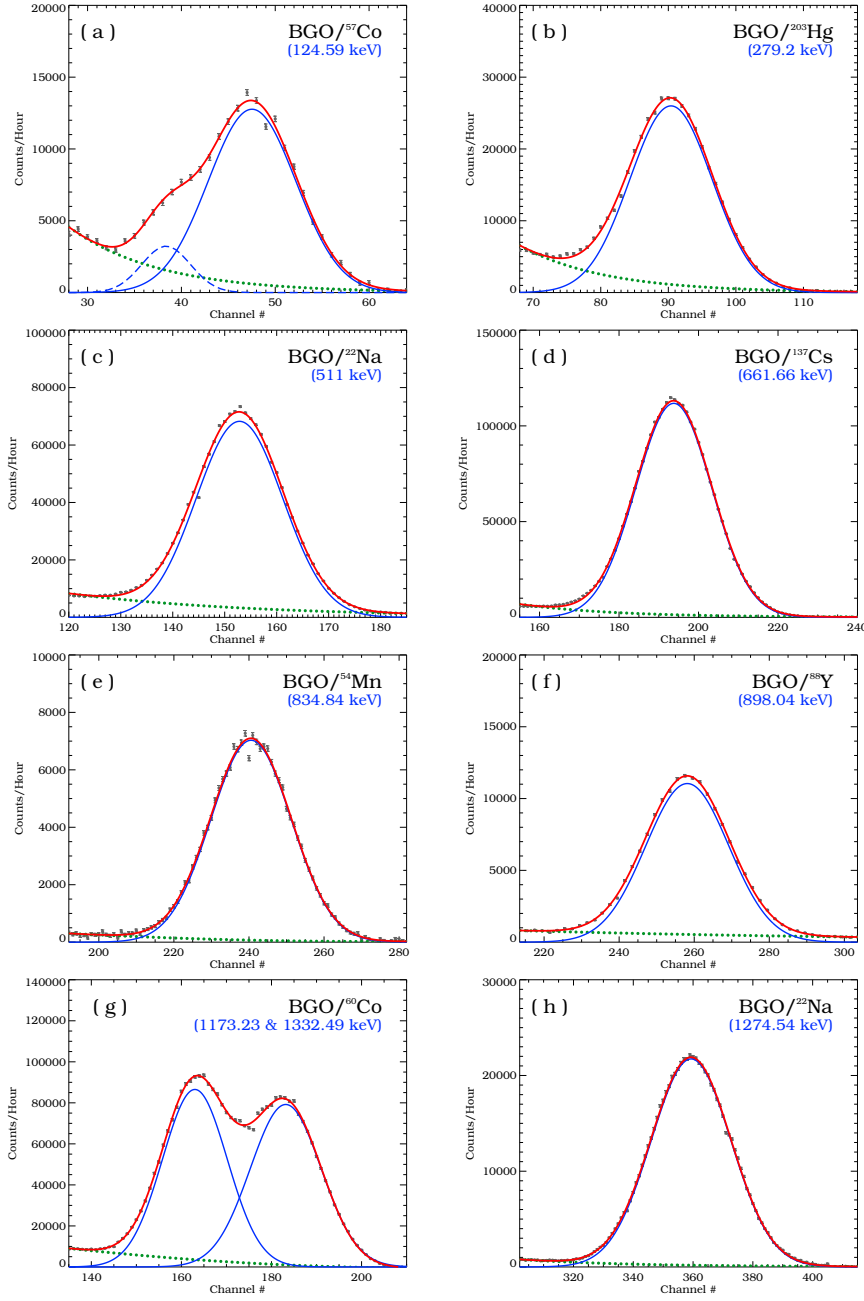 ( a )
BGO/⁵⁷Co
(124.59 keV)
Counts/Hour
20000
15000
10000
5000
0
30 40 50 60
Channel #
( b )
BGO/²⁰³Hg
(279.2 keV)
Counts/Hour
40000
30000
20000
10000
0
70 80 90 100 110
Channel #
( c )
BGO/²²Na
(511 keV)
Counts/Hour
100000
80000
60000
40000
20000
0
120 130 140 150 160 170 180
Channel #
( d )
BGO/¹³⁷Cs
(661.66 keV)
Counts/Hour
150000
100000
50000
0
160 180 200 220 240
Channel #
( e )
BGO/⁵⁴Mn
(834.84 keV)
Counts/Hour
10000
8000
6000
4000
2000
0
200 220 240 260 280
Channel #
( f )
BGO/⁸⁸Y
(898.04 keV)
Counts/Hour
20000
15000
10000
5000
0
220 240 260 280 300
Channel #
( g )
BGO/⁶⁰Co
(1173.23 & 1332.49 keV)
Counts/Hour
140000
120000
100000
80000
60000
40000
20000
0
140 160 180 200
Channel #
( h )
BGO/²²Na
(1274.54 keV)
Counts/Hour
30000
20000
10000
0
320 340 360 380 400
Channel #